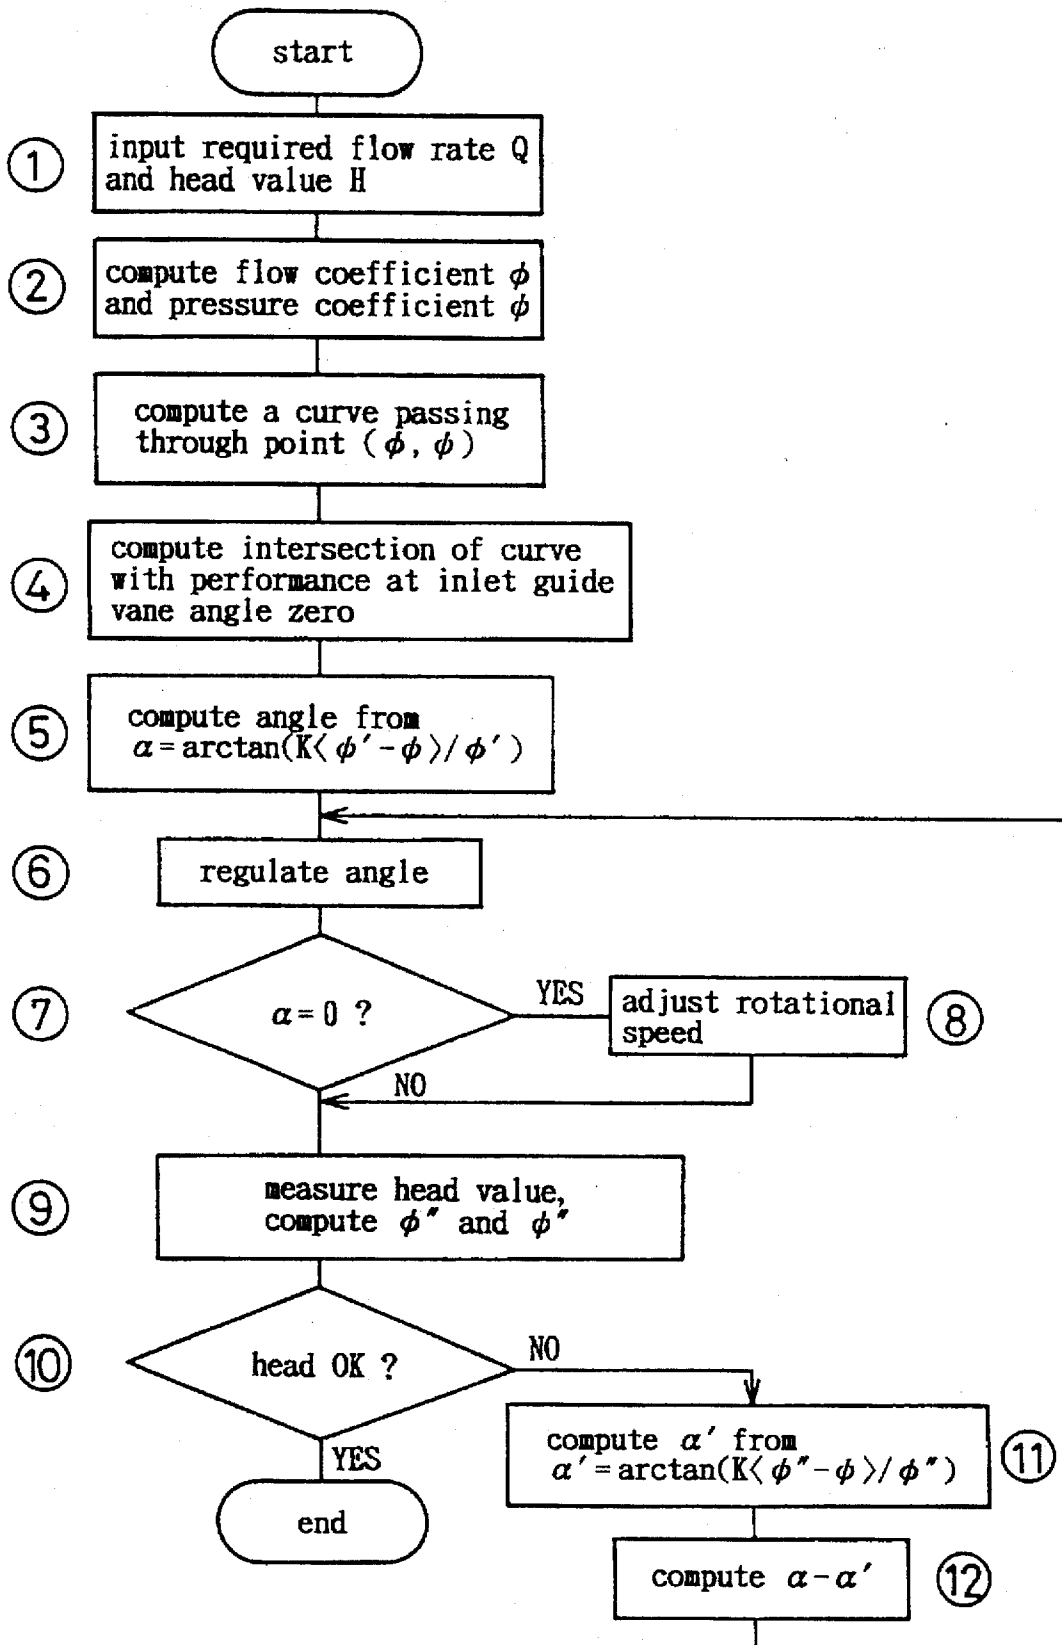 start
①
input required flow rate Q
and head value H
②
compute flow coefficient ϕ
and pressure coefficient ϕ
③
compute a curve passing
through point (ϕ, ψ)
④
compute intersection of curve
with performance at inlet guide
vane angle zero
⑤
compute angle from
α=arctan(K⟨ϕ′-ϕ⟩/ϕ′)
⑥
regulate angle
⑦
α=0 ?
YES
adjust rotational
speed
⑧
NO
⑨
measure head value,
compute ϕ″ and ϕ″
⑩
head OK ?
NO
YES
end
compute α′ from
α′=arctan(K⟨ϕ″-ϕ⟩/ϕ″)
⑪
compute α-α′
⑫